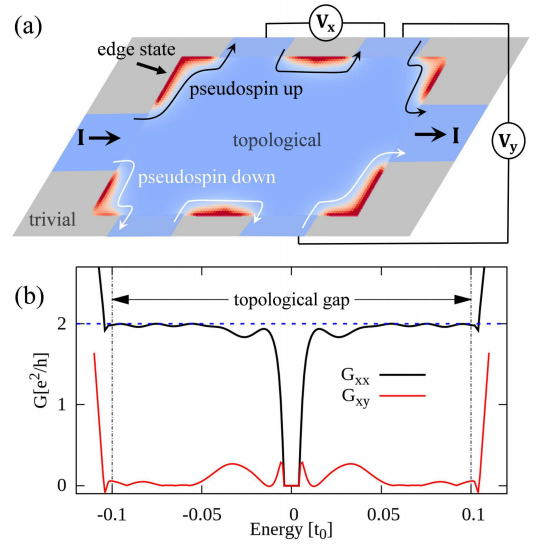 (a)
V_x
edge state
pseudospin up
I
topological
I
V_y
pseudospin down
trivial
(b)
topological gap
G[e²/h]
2
1
0
G_xx
G_xy
-0.1
-0.05
0
0.05
0.1
Energy [t₀]